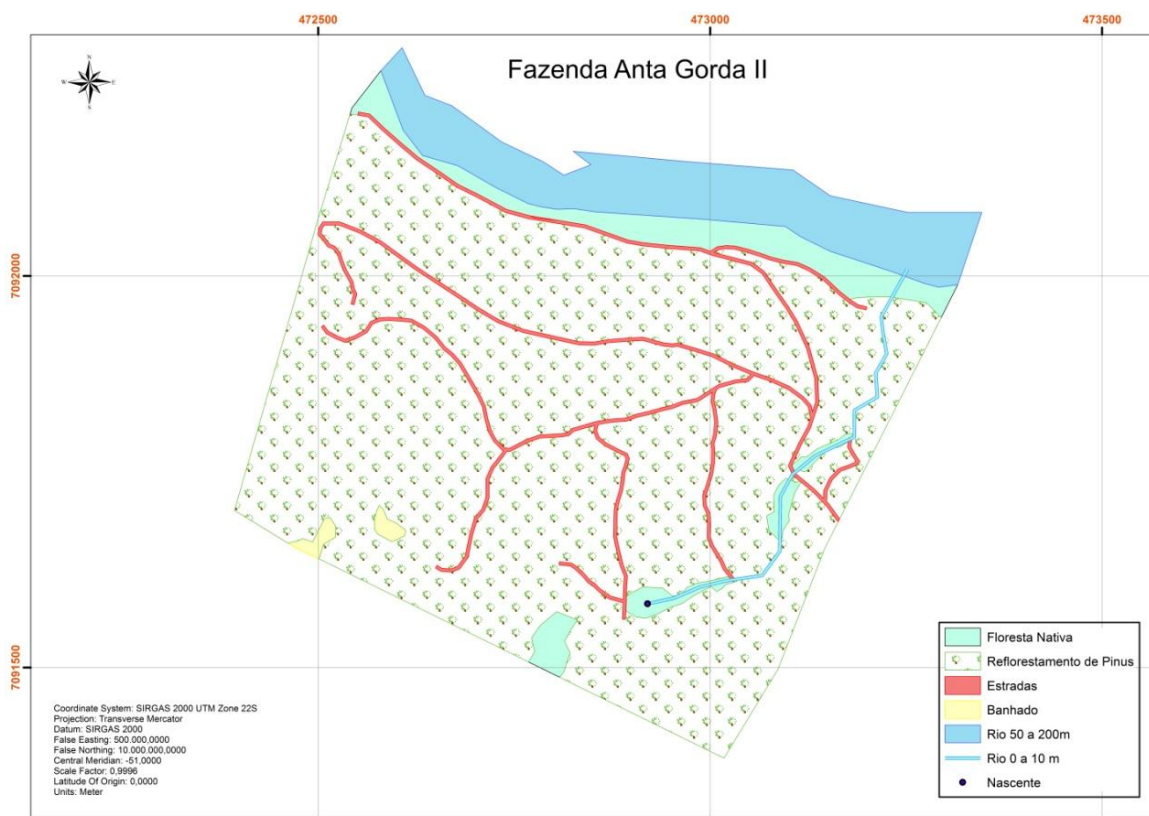 472500
473000
473500
N
W
E
S
Fazenda Anta Gorda II
7092000
7091500
Floresta Nativa
Reflorestamento de Pinus
Estradas
Banhado
Rio 50 a 200m
Rio 0 a 10 m
Nascente
Coordinate System: SIRGAS 2000 UTM Zone 22S
Projection: Transverse Mercator
Datum: SIRGAS 2000
False Easting: 500.000,0000
False Northing: 10.000.000,0000
Central Meridian: -51,0000
Scale Factor: 0,9996
Latitude Of Origin: 0,0000
Units: Meter